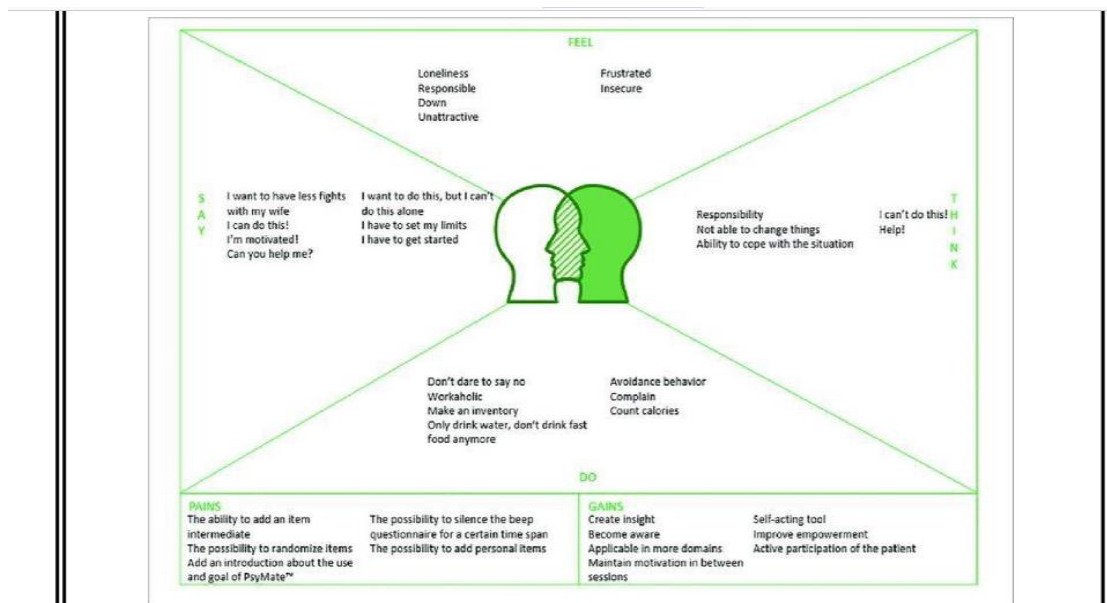 FEEL
Loneliness
Responsible
Down
Unattractive
Frustrated
Insecure
SAY
I want to have less fights
with my wife
I can do this!
I'm motivated!
Can you help me?
I want to do this, but I can't
do this alone
I have to set my limits
I have to get started
Responsibility
Not able to change things
Ability to cope with the situation
I can't do this!
Help!
THINK
Don't dare to say no
Workaholic
Make an inventory
Only drink water, don't drink fast
food anymore
Avoidance behavior
Complain
Count calories
DO
PAINS
The ability to add an item
intermediate
The possibility to randomize items
Add an introduction about the use
and goal of PsyMate™
The possibility to silence the beep
questionnaire for a certain time span
The possibility to add personal items
GAINS
Create insight
Become aware
Applicable in more domains
Maintain motivation in between
sessions
Self-acting tool
Improve empowerment
Active participation of the patient